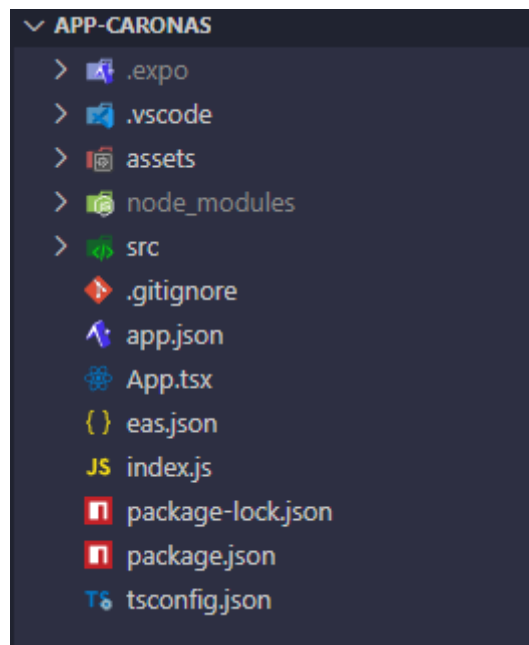 APP-CARONAS
.expo
.vscode
assets
node_modules
src
.gitignore
app.json
App.tsx
{ } eas.json
JS index.js
package-lock.json
package.json
TS tsconfig.json